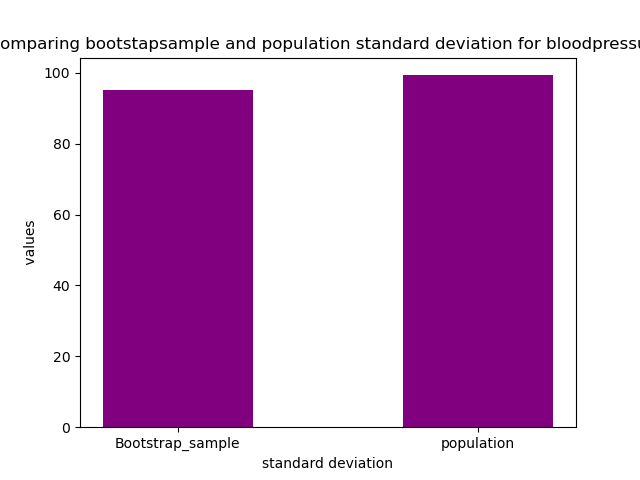 omparing bootstapsample and population standard deviation for bloodpressu
100
80
60
40
20
0
values
Bootstrap_sample population
standard deviation